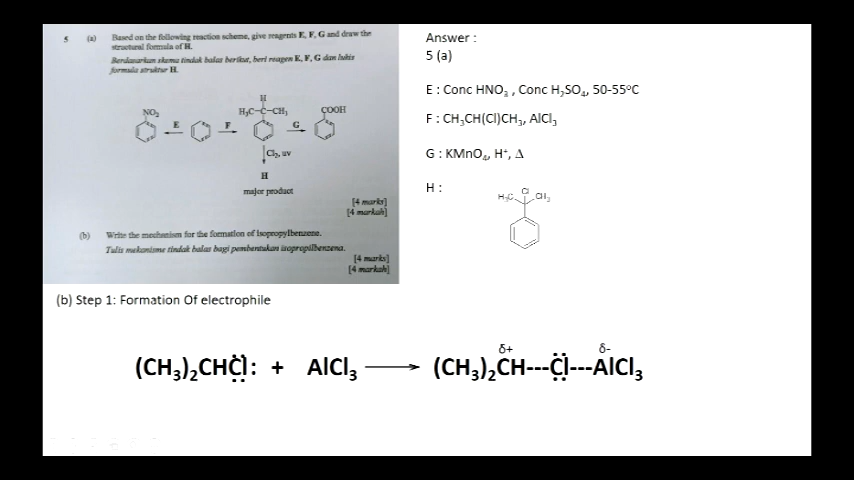 5 (a) Based on the following reaction scheme, give reagents E, F, G and draw the
structural formula of H.
Berdasarkan skema tindak balas berikut, beri reagen E, F, G dan lukis
formula struktur H.
H
NO₂ H₃C-C-CH₃ COOH
E F G
Cl₂, uv
H
major product
[4 marks]
[4 markah]
(b) Write the mechanism for the formation of isopropylbenzene.
Tulis mekanisme tindak balas bagi pembentukan isopropilbenzena.
[4 marks]
[4 markah]
Answer :
5 (a)
E : Conc HNO₃ , Conc H₂SO₄, 50-55°C
F : CH₃CH(Cl)CH₃, AlCl₃
G : KMnO₄, H⁺, Δ
H :
Cl
H₃C CH₃
(b) Step 1: Formation Of electrophile
δ+ δ-
(CH₃)₂CHCl: + AlCl₃ ⟶ (CH₃)₂CH---Cl---AlCl₃